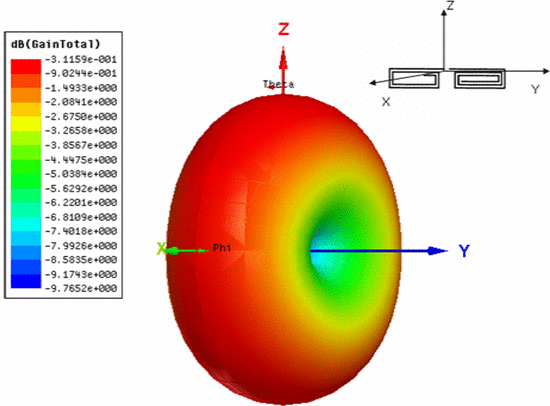 dB(GainTotal)
-3.1159e-001
-9.0244e-001
-1.4933e+000
-2.0841e+000
-2.6750e+000
-3.2658e+000
-3.8567e+000
-4.4475e+000
-5.0384e+000
-5.6292e+000
-6.2201e+000
-6.8109e+000
-7.4018e+000
-7.9926e+000
-8.5835e+000
-9.1743e+000
-9.7652e+000
Z
Theta
X
Phi
Y
Z
X
Y